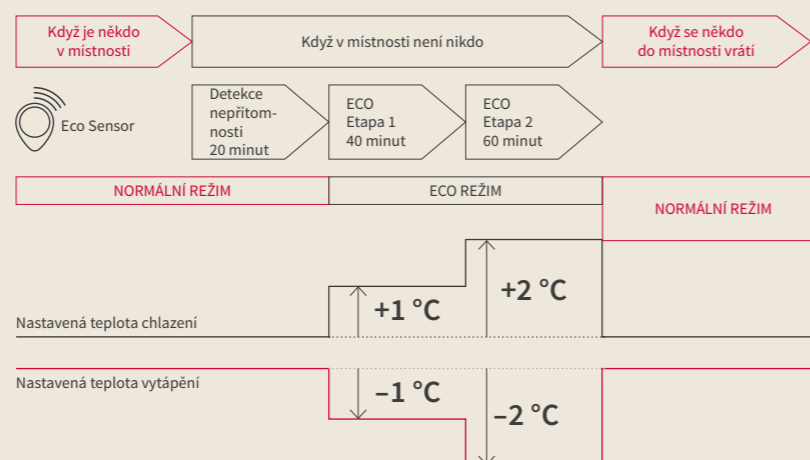 Když je někdo
v místnosti
Když v místnosti není nikdo
Když se někdo
do místnosti vrátí
Eco Sensor
Detekce
nepřítom-
nosti
20 minut
ECO
Etapa 1
40 minut
ECO
Etapa 2
60 minut
NORMÁLNÍ REŽIM
ECO REŽIM
NORMÁLNÍ REŽIM
+1 °C
+2 °C
Nastavená teplota chlazení
Nastavená teplota vytápění
–1 °C
–2 °C